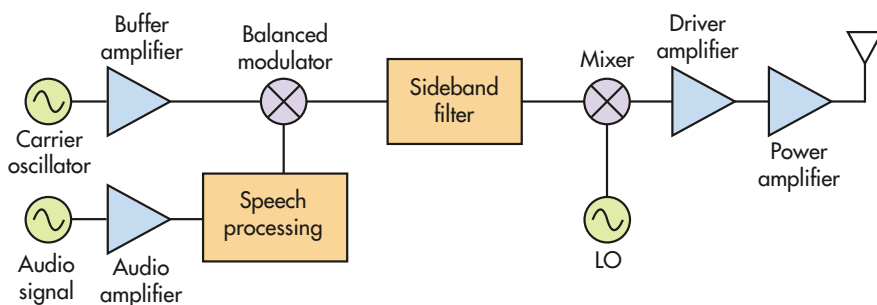 Buffer
amplifier
Balanced
modulator
Sideband
filter
Mixer
Driver
amplifier
Carrier
oscillator
Power
amplifier
Speech
processing
Audio
signal
Audio
amplifier
LO